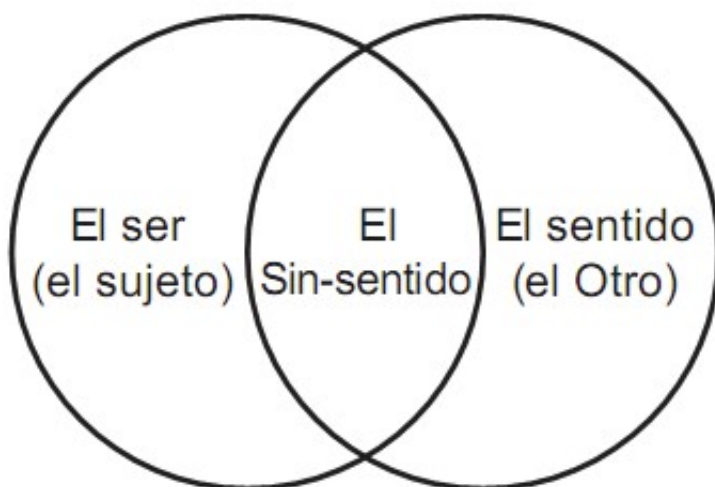 El ser
(el sujeto)
El
Sin-sentido
El sentido
(el Otro)